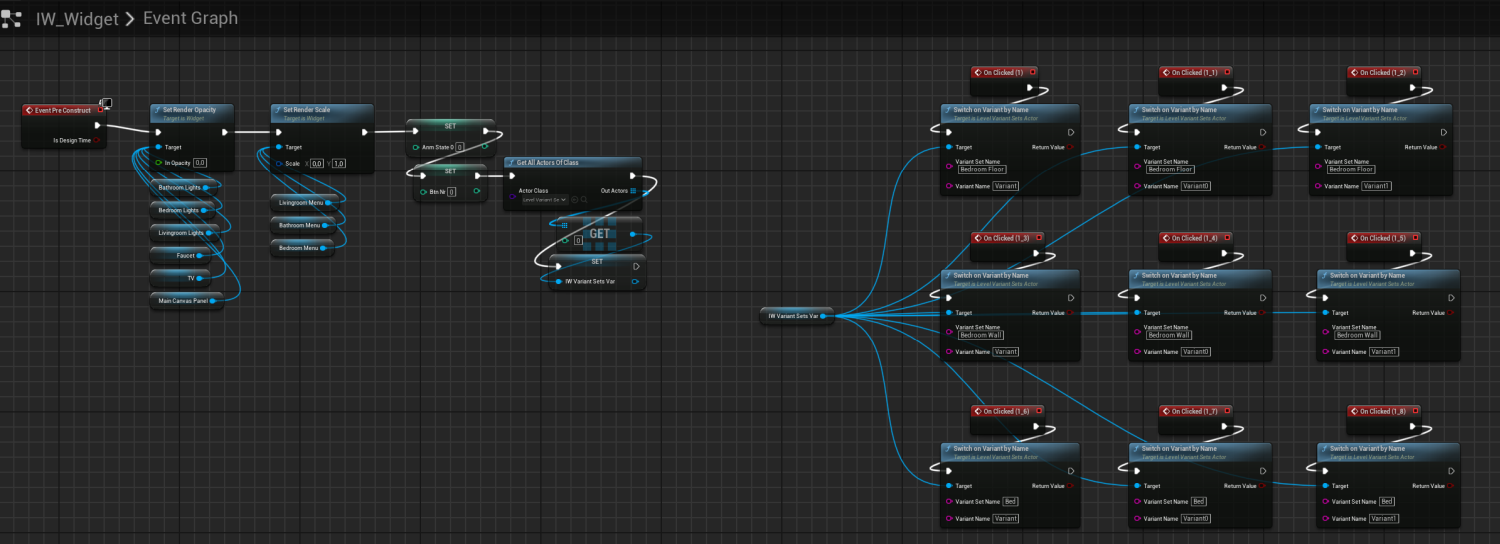 IW_Widget > Event Graph
Event Pre Construct
Is Design Time
Set Render Opacity
Target is Widget
Target
In Opacity 0,0
Bathroom Lights
Bedroom Lights
Livingroom Lights
Faucet
TV
Main Canvas Panel
Set Render Scale
Target is Widget
Target
Scale X 0,0 Y 1,0
Livingroom Menu
Bathroom Menu
Bedroom Menu
SET
Anm State 0 0
SET
Btn Nr 0
Get All Actors Of Class
Actor Class
Level Variant Se
Out Actors
0
GET
SET
IW Variant Sets Var
IW Variant Sets Var
On Clicked (1)
Switch on Variant by Name
Target is Level Variant Sets Actor
Target
Return Value
Variant Set Name
Bedroom Floor
Variant Name Variant
On Clicked (1_1)
Switch on Variant by Name
Target is Level Variant Sets Actor
Target
Return Value
Variant Set Name
Bedroom Floor
Variant Name Variant0
On Clicked (1_2)
Switch on Variant by Name
Target is Level Variant Sets Actor
Target
Return Value
Variant Set Name
Bedroom Floor
Variant Name Variant1
On Clicked (1_3)
Switch on Variant by Name
Target is Level Variant Sets Actor
Target
Return Value
Variant Set Name
Bedroom Wall
Variant Name Variant
On Clicked (1_4)
Switch on Variant by Name
Target is Level Variant Sets Actor
Target
Return Value
Variant Set Name
Bedroom Wall
Variant Name Variant0
On Clicked (1_5)
Switch on Variant by Name
Target is Level Variant Sets Actor
Target
Return Value
Variant Set Name
Bedroom Wall
Variant Name Variant1
On Clicked (1_6)
Switch on Variant by Name
Target is Level Variant Sets Actor
Target
Return Value
Variant Set Name Bed
Variant Name Variant
On Clicked (1_7)
Switch on Variant by Name
Target is Level Variant Sets Actor
Target
Return Value
Variant Set Name Bed
Variant Name Variant0
On Clicked (1_8)
Switch on Variant by Name
Target is Level Variant Sets Actor
Target
Return Value
Variant Set Name Bed
Variant Name Variant1